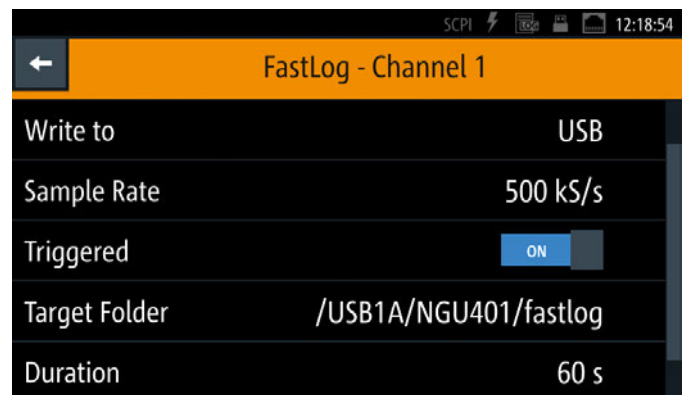 SCPI 12:18:54
FastLog - Channel 1
Write to USB
Sample Rate 500 kS/s
Triggered ON
Target Folder /USB1A/NGU401/fastlog
Duration 60 s